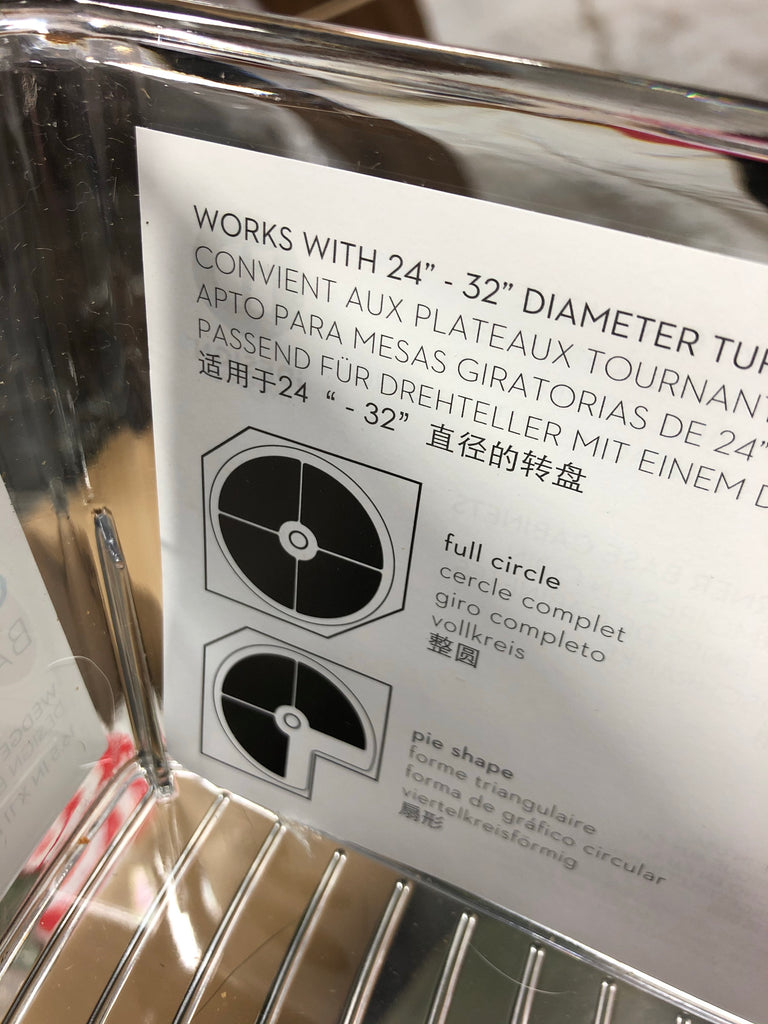 WORKS WITH 24" - 32" DIAMETER
CONVIENT AUX PLATEAUX TOURNANT
APTO PARA MESAS GIRATORIAS DE 24"
PASSEND FÜR DREHTELLER MIT EINEM
适用于24 “ - 32” 直径的转盘
full circle
cercle complet
giro completo
vollkreis
整圆
pie shape
forme triangulaire
forma de gráfico circular
viertelkreisförmig
扇形